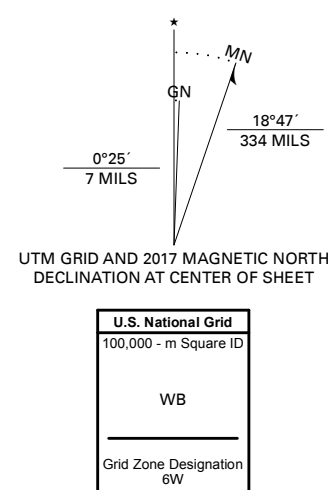 ★
MN
GN
18°47´
334 MILS
0°25´
7 MILS
UTM GRID AND 2017 MAGNETIC NORTH
DECLINATION AT CENTER OF SHEET
U.S. National Grid
100,000 - m Square ID
WB
Grid Zone Designation
6W